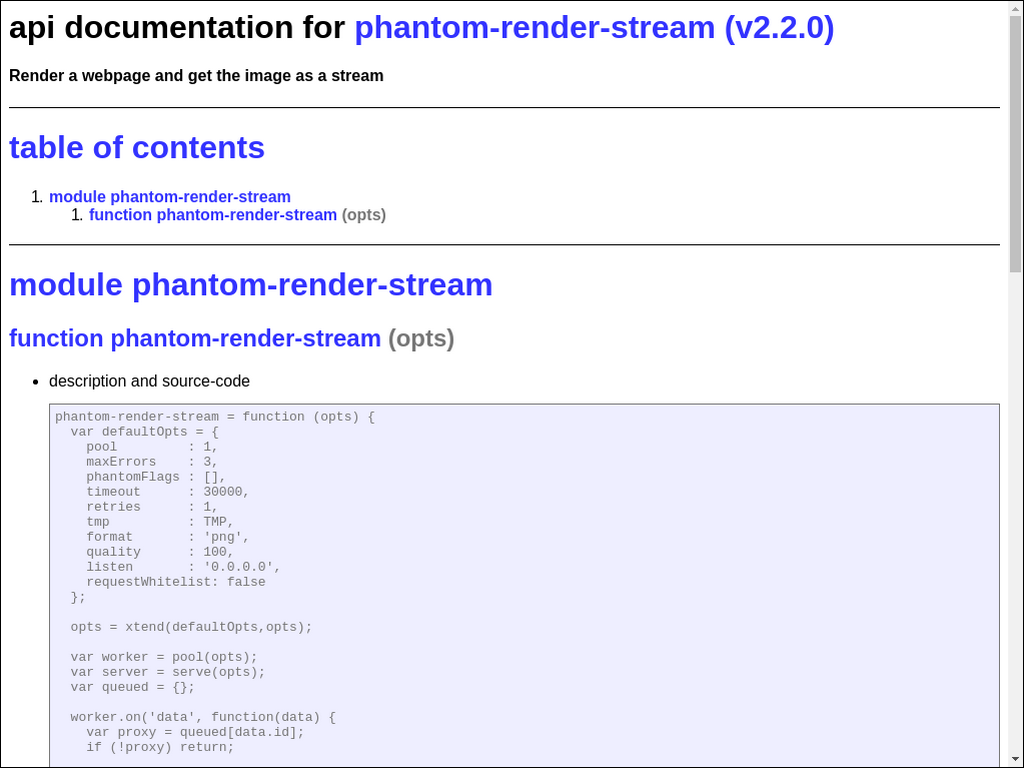 api documentation for phantom-render-stream (v2.2.0)
Render a webpage and get the image as a stream
table of contents
1. module phantom-render-stream
1. function phantom-render-stream (opts)
module phantom-render-stream
function phantom-render-stream (opts)
• description and source-code
phantom-render-stream = function (opts) {
  var defaultOpts = {
    pool         : 1,
    maxErrors    : 3,
    phantomFlags : [],
    timeout      : 30000,
    retries      : 1,
    tmp          : TMP,
    format       : 'png',
    quality      : 100,
    listen       : '0.0.0.0',
    requestWhitelist: false
  };
  opts = xtend(defaultOpts,opts);
  var worker = pool(opts);
  var server = serve(opts);
  var queued = {};
  worker.on('data', function(data) {
    var proxy = queued[data.id];
    if (!proxy) return;